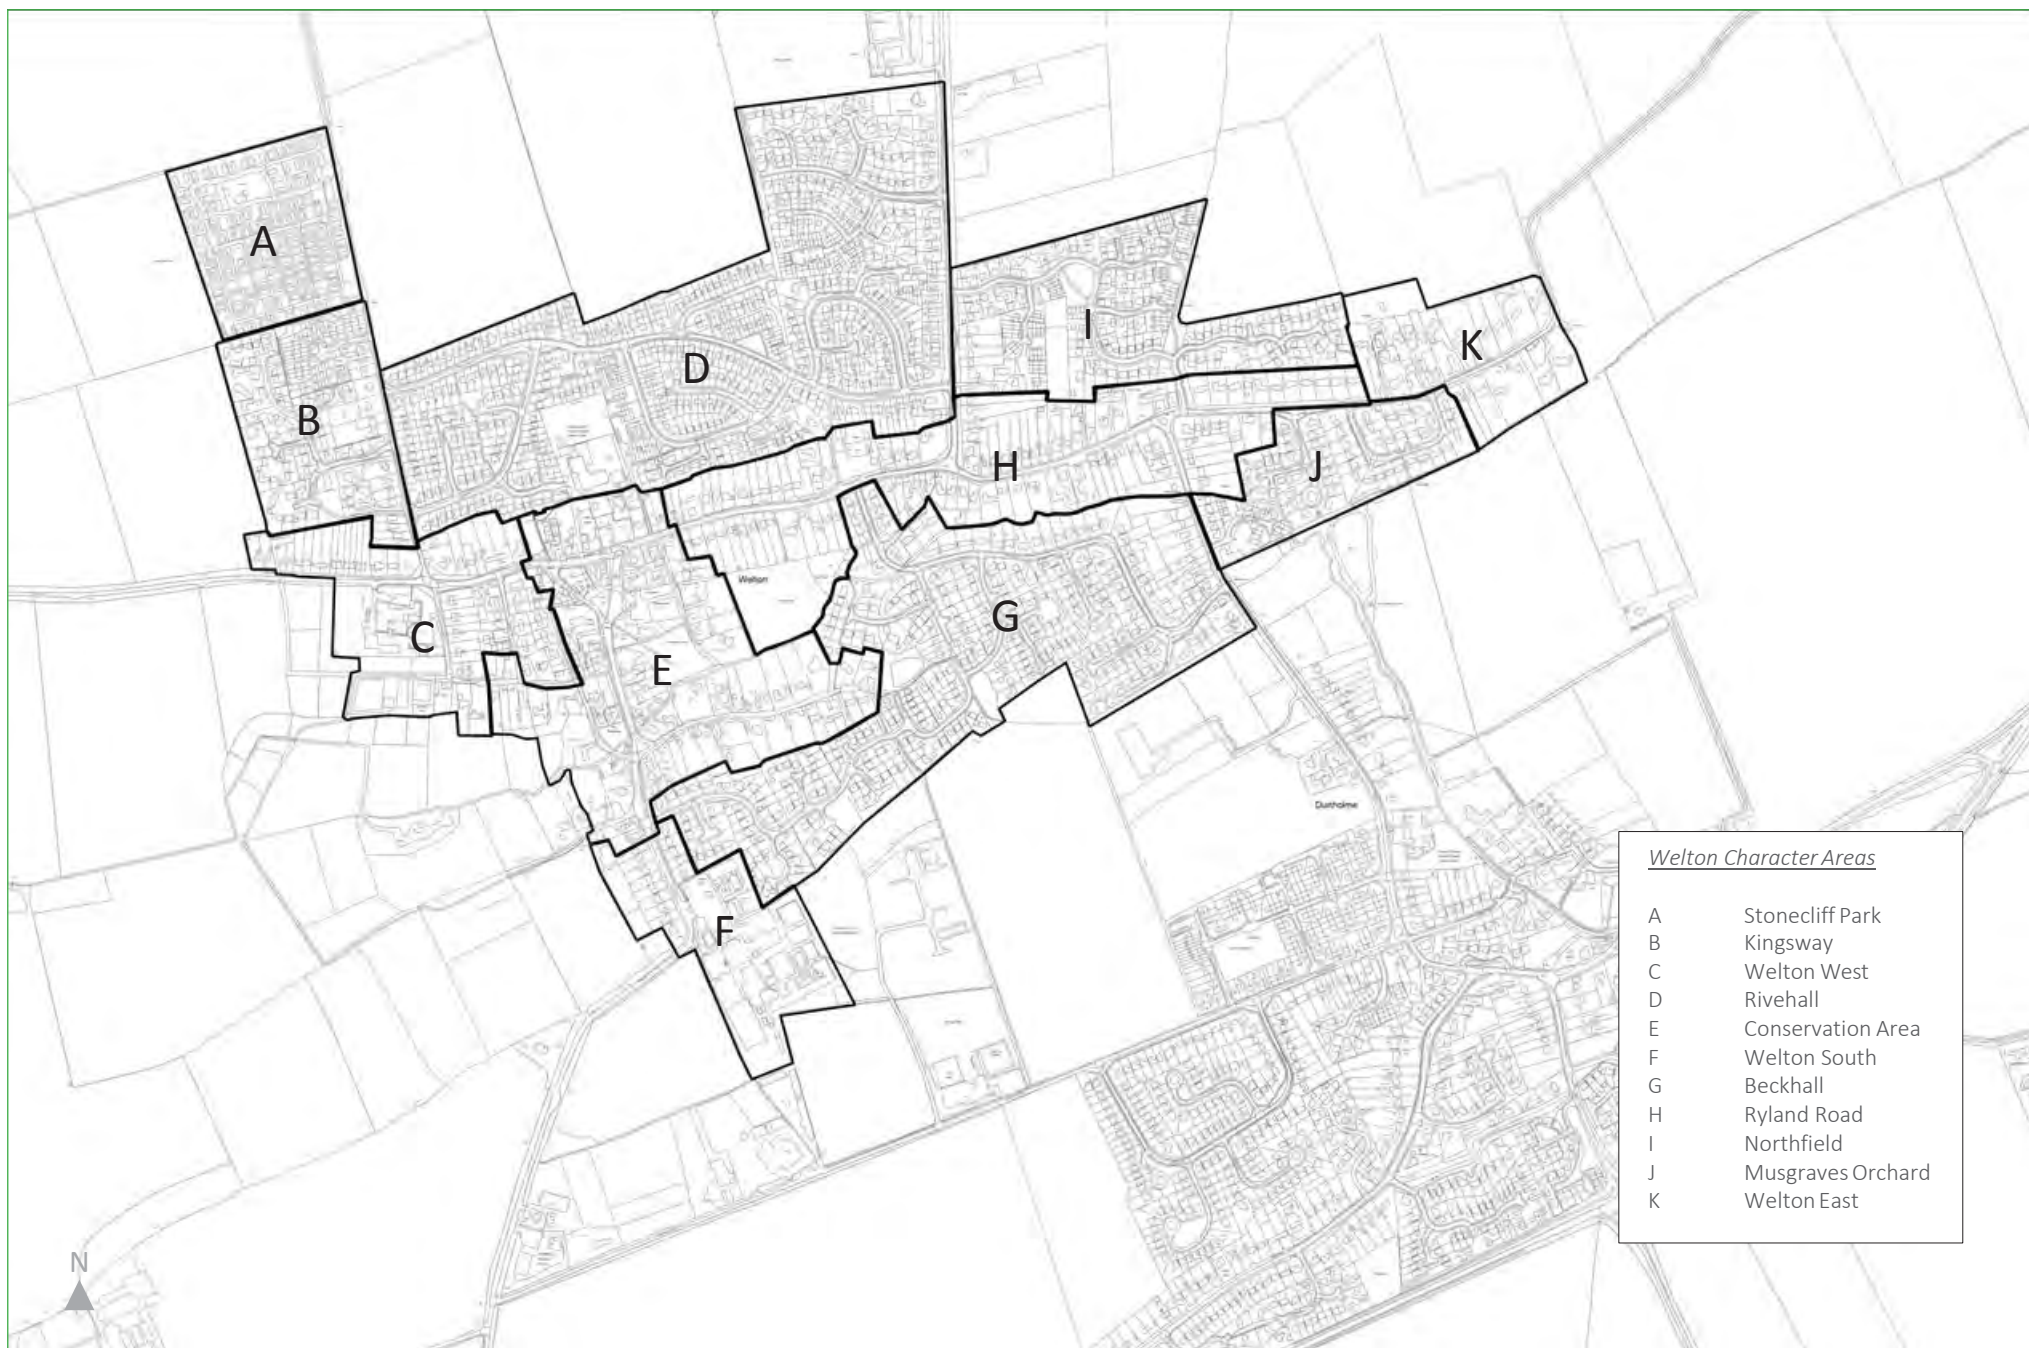 A
B
D
I
K
H
J
Welton
C
G
E
Dunholme
F
Welton Character Areas
A Stonecliff Park
B Kingsway
C Welton West
D Rivehall
E Conservation Area
F Welton South
G Beckhall
H Ryland Road
I Northfield
J Musgraves Orchard
K Welton East
N